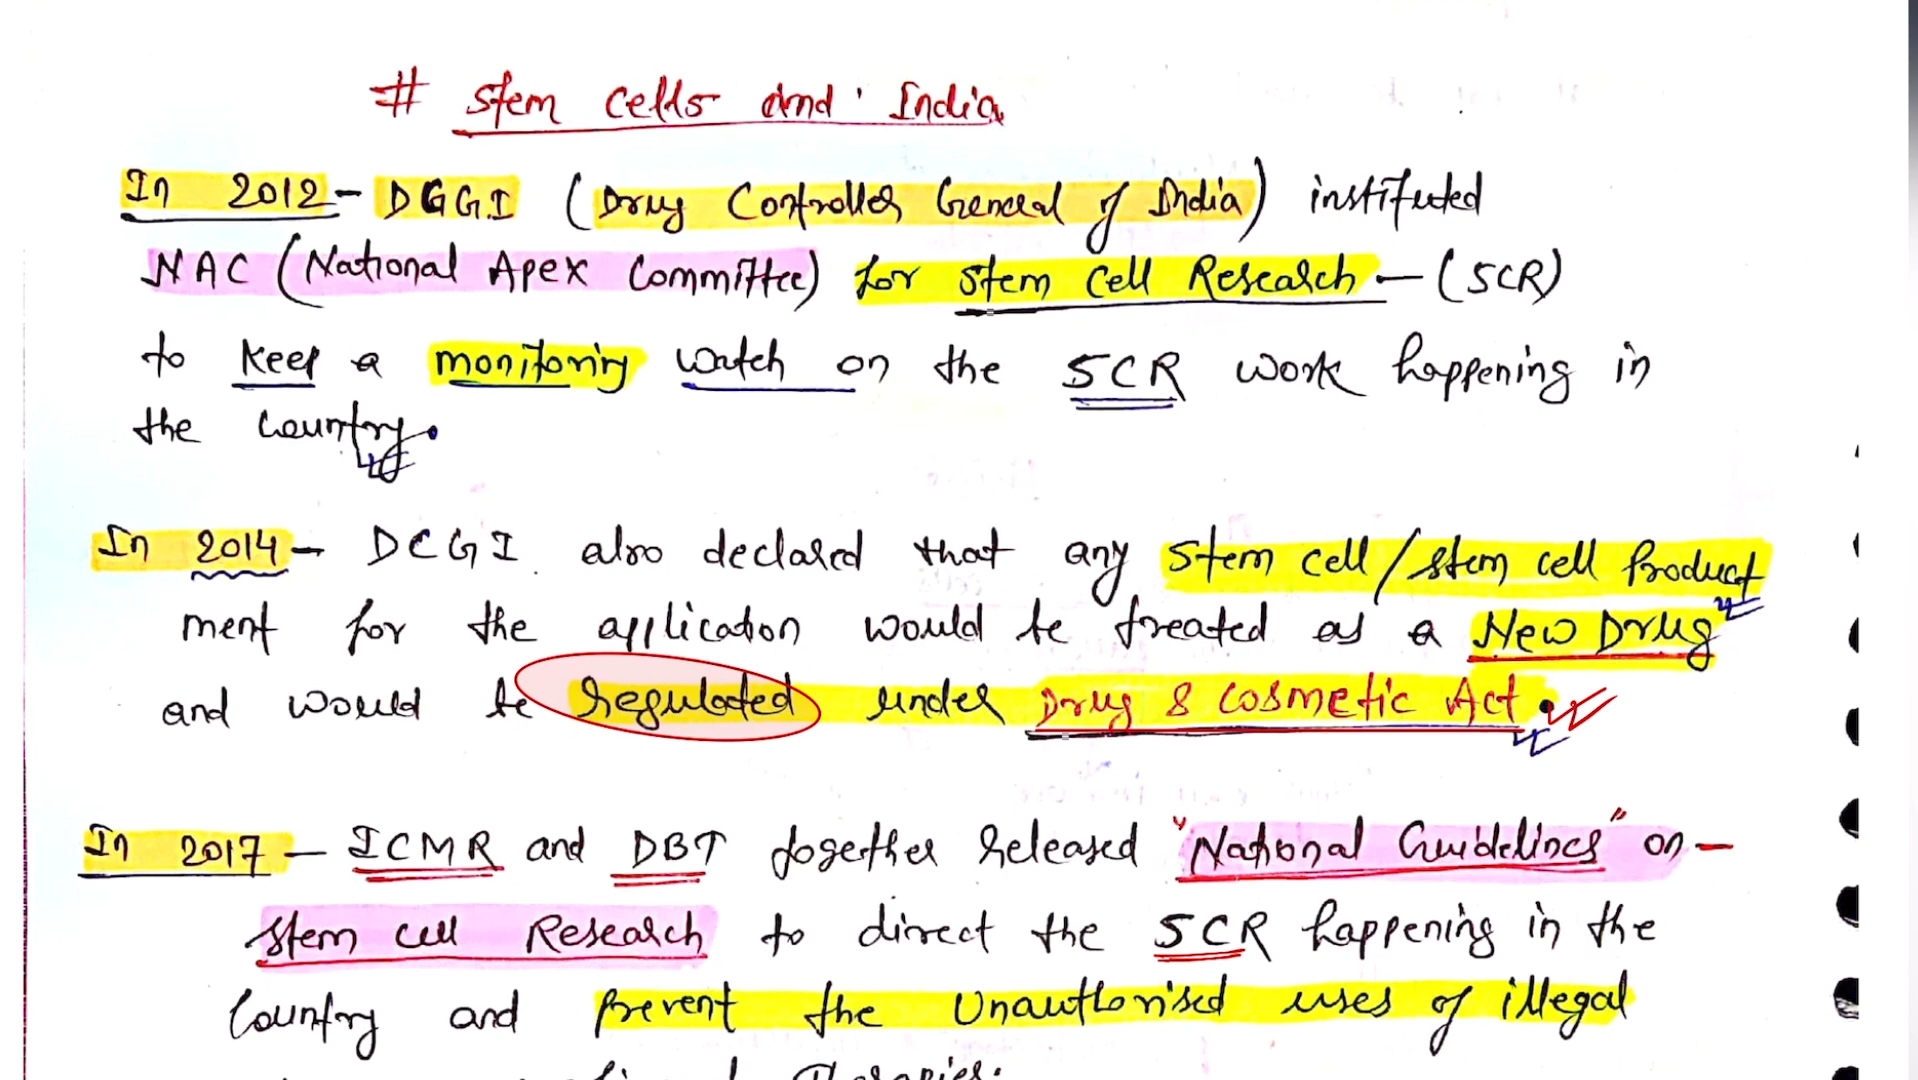 # Stem cells and India
In 2012 - DGGI (Drug Controller General of India) instituted
NAC (National Apex Committee) for Stem Cell Research - (SCR)
to keep a monitoring watch on the SCR work happening in
the Country.
In 2014 - DCGI also declared that any Stem cell/stem cell Product
ment for the application would be treated as a New Drug
and would be regulated under Drug & Cosmetic Act.
In 2017 - ICMR and DBT together released "National Guidelines" on -
Stem cell Research to direct the SCR happening in the
Country and prevent the Unauthorised uses of illegal
Therapies.